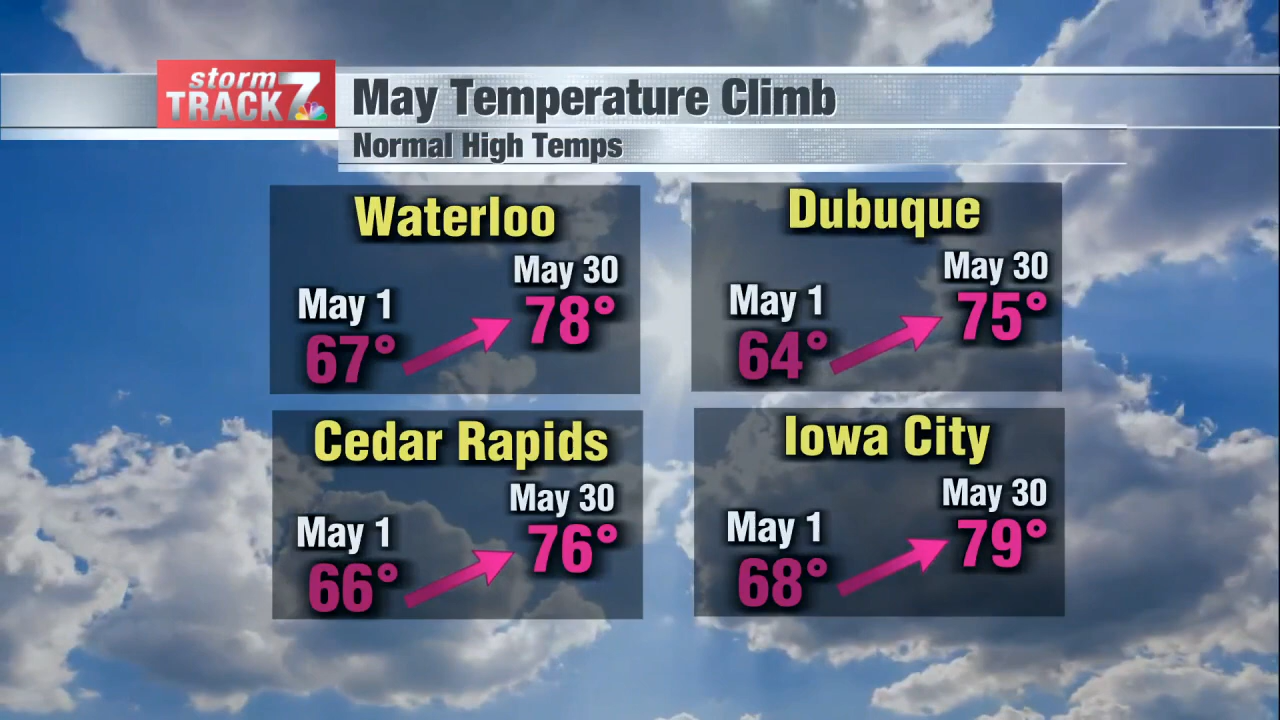 storm
TRACK 7
May Temperature Climb
Normal High Temps
Waterloo
May 1
67°
May 30
78°
Dubuque
May 1
64°
May 30
75°
Cedar Rapids
May 1
66°
May 30
76°
Iowa City
May 1
68°
May 30
79°